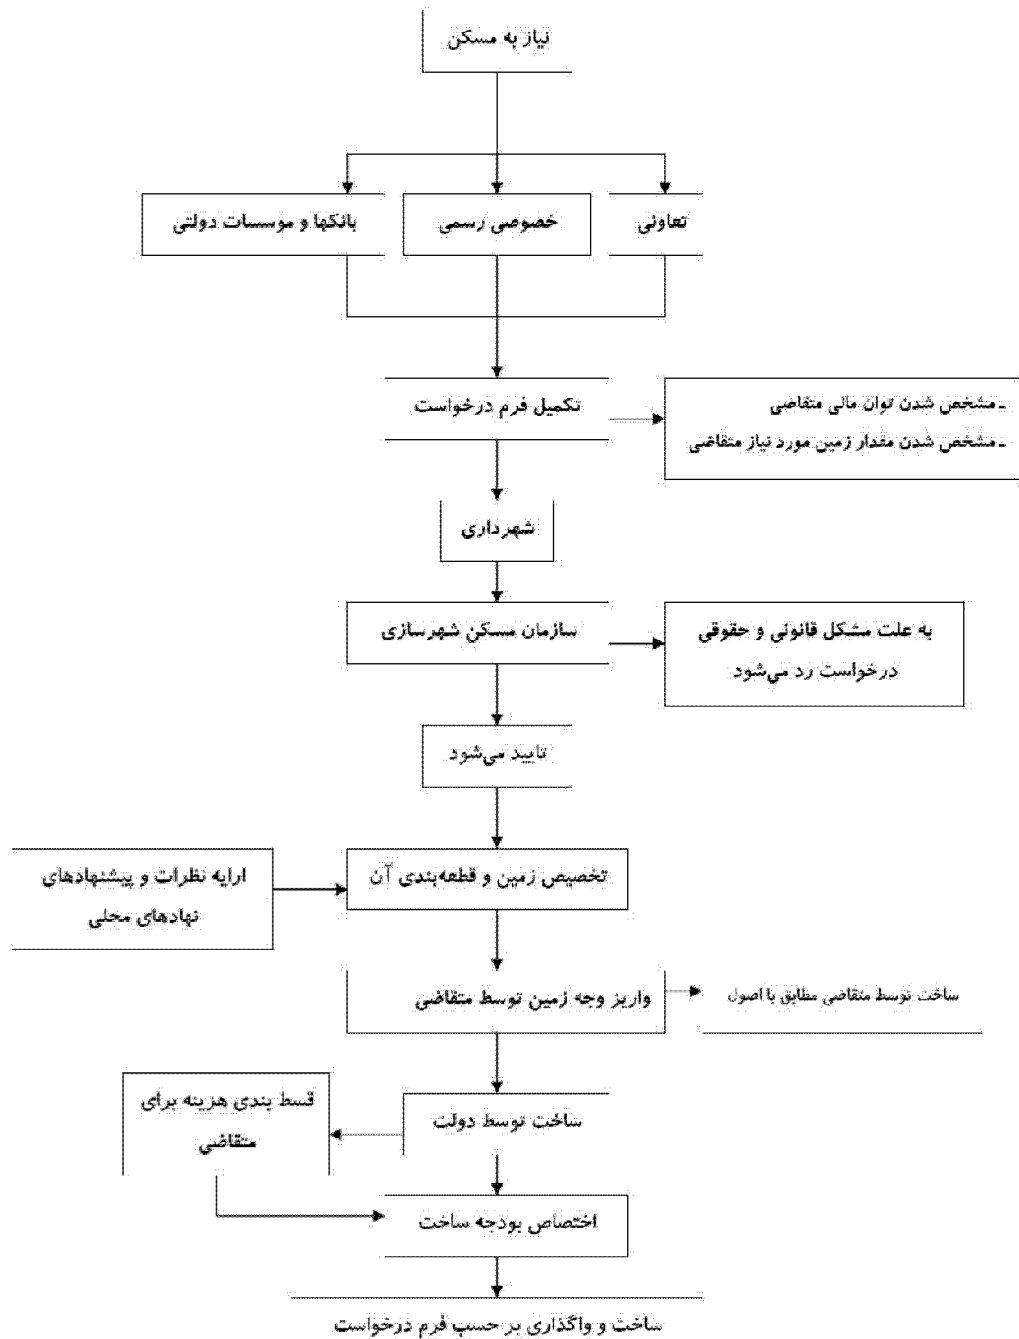 نیاز به مسکن
تعاونی
خصوصی رسمی
بانکها و موسسات دولتی
تکمیل فرم درخواست
ـ مشخص شدن توان مالی متقاضی
ـ مشخص شدن مقدار زمین مورد نیاز متقاضی
شهرداری
سازمان مسکن شهرسازی
به علت مشکل قانونی و حقوقی
درخواست رد می‌شود
تایید می‌شود
تخصیص زمین و قطعه‌بندی آن
ارایه نظرات و پیشنهادهای
نهادهای محلی
واریز وجه زمین توسط متقاضی
ساخت توسط متقاضی مطابق با اصول
ساخت توسط دولت
قسط بندی هزینه برای
متقاضی
اختصاص بودجه ساخت
ساخت و واگذاری بر حسب فرم درخواست